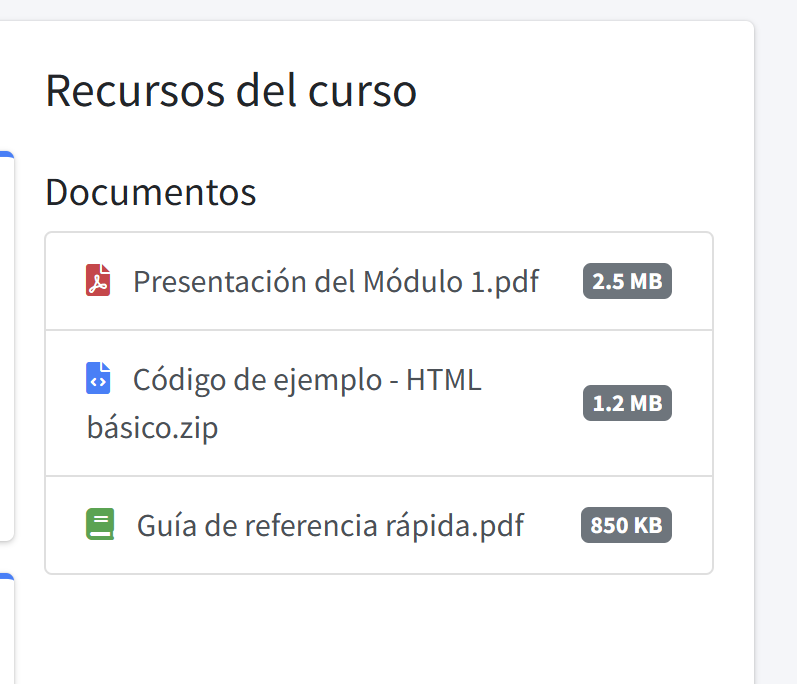 Recursos del curso
Documentos
Presentación del Módulo 1.pdf 2.5 MB
Código de ejemplo - HTML
básico.zip 1.2 MB
Guía de referencia rápida.pdf 850 KB